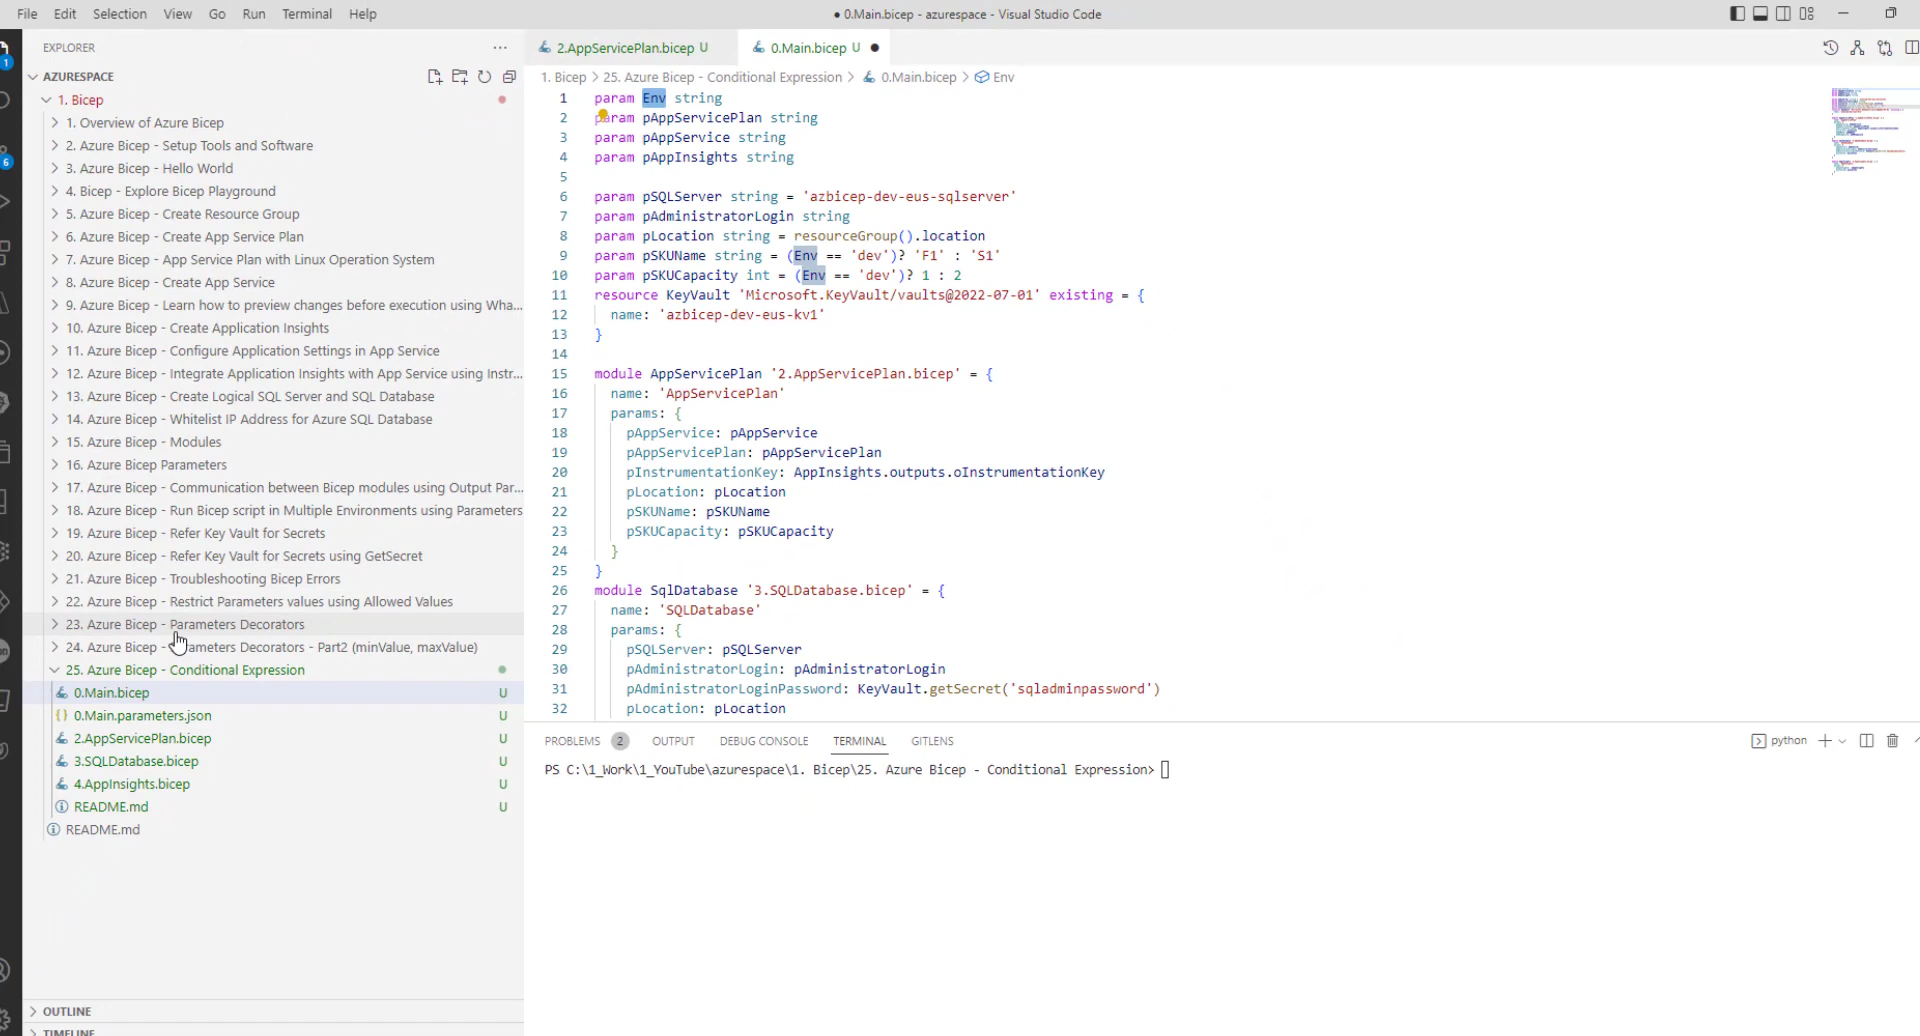 File Edit Selection View Go Run Terminal Help
● 0.Main.bicep - azurespace - Visual Studio Code
EXPLORER
AZURESPACE
1. Bicep
1. Overview of Azure Bicep
2. Azure Bicep - Setup Tools and Software
3. Azure Bicep - Hello World
4. Bicep - Explore Bicep Playground
5. Azure Bicep - Create Resource Group
6. Azure Bicep - Create App Service Plan
7. Azure Bicep - App Service Plan with Linux Operation System
8. Azure Bicep - Create App Service
9. Azure Bicep - Learn how to preview changes before execution using Wha...
10. Azure Bicep - Create Application Insights
11. Azure Bicep - Configure Application Settings in App Service
12. Azure Bicep - Integrate Application Insights with App Service using Instr...
13. Azure Bicep - Create Logical SQL Server and SQL Database
14. Azure Bicep - Whitelist IP Address for Azure SQL Database
15. Azure Bicep - Modules
16. Azure Bicep Parameters
17. Azure Bicep - Communication between Bicep modules using Output Par...
18. Azure Bicep - Run Bicep script in Multiple Environments using Parameters
19. Azure Bicep - Refer Key Vault for Secrets
20. Azure Bicep - Refer Key Vault for Secrets using GetSecret
21. Azure Bicep - Troubleshooting Bicep Errors
22. Azure Bicep - Restrict Parameters values using Allowed Values
23. Azure Bicep - Parameters Decorators
24. Azure Bicep - Parameters Decorators - Part2 (minValue, maxValue)
25. Azure Bicep - Conditional Expression
0.Main.bicep U
0.Main.parameters.json U
2.AppServicePlan.bicep U
3.SQLDatabase.bicep U
4.AppInsights.bicep U
README.md U
README.md
OUTLINE
TIMELINE
1
6
2.AppServicePlan.bicep U
0.Main.bicep U ●
1. Bicep > 25. Azure Bicep - Conditional Expression > 0.Main.bicep > Env
1 param Env string
2 param pAppServicePlan string
3 param pAppService string
4 param pAppInsights string
5
6 param pSQLServer string = 'azbicep-dev-eus-sqlserver'
7 param pAdministratorLogin string
8 param pLocation string = resourceGroup().location
9 param pSKUName string = (Env == 'dev')? 'F1' : 'S1'
10 param pSKUCapacity int = (Env == 'dev')? 1 : 2
11 resource KeyVault 'Microsoft.KeyVault/vaults@2022-07-01' existing = {
12 name: 'azbicep-dev-eus-kv1'
13 }
14
15 module AppServicePlan '2.AppServicePlan.bicep' = {
16 name: 'AppServicePlan'
17 params: {
18 pAppService: pAppService
19 pAppServicePlan: pAppServicePlan
20 pInstrumentationKey: AppInsights.outputs.oInstrumentationKey
21 pLocation: pLocation
22 pSKUName: pSKUName
23 pSKUCapacity: pSKUCapacity
24 }
25 }
26 module SqlDatabase '3.SQLDatabase.bicep' = {
27 name: 'SQLDatabase'
28 params: {
29 pSQLServer: pSQLServer
30 pAdministratorLogin: pAdministratorLogin
31 pAdministratorLoginPassword: KeyVault.getSecret('sqladminpassword')
32 pLocation: pLocation
PROBLEMS 2 OUTPUT DEBUG CONSOLE TERMINAL GITLENS
python
PS C:\1_Work\1_YouTube\azurespace\1. Bicep\25. Azure Bicep - Conditional Expression>